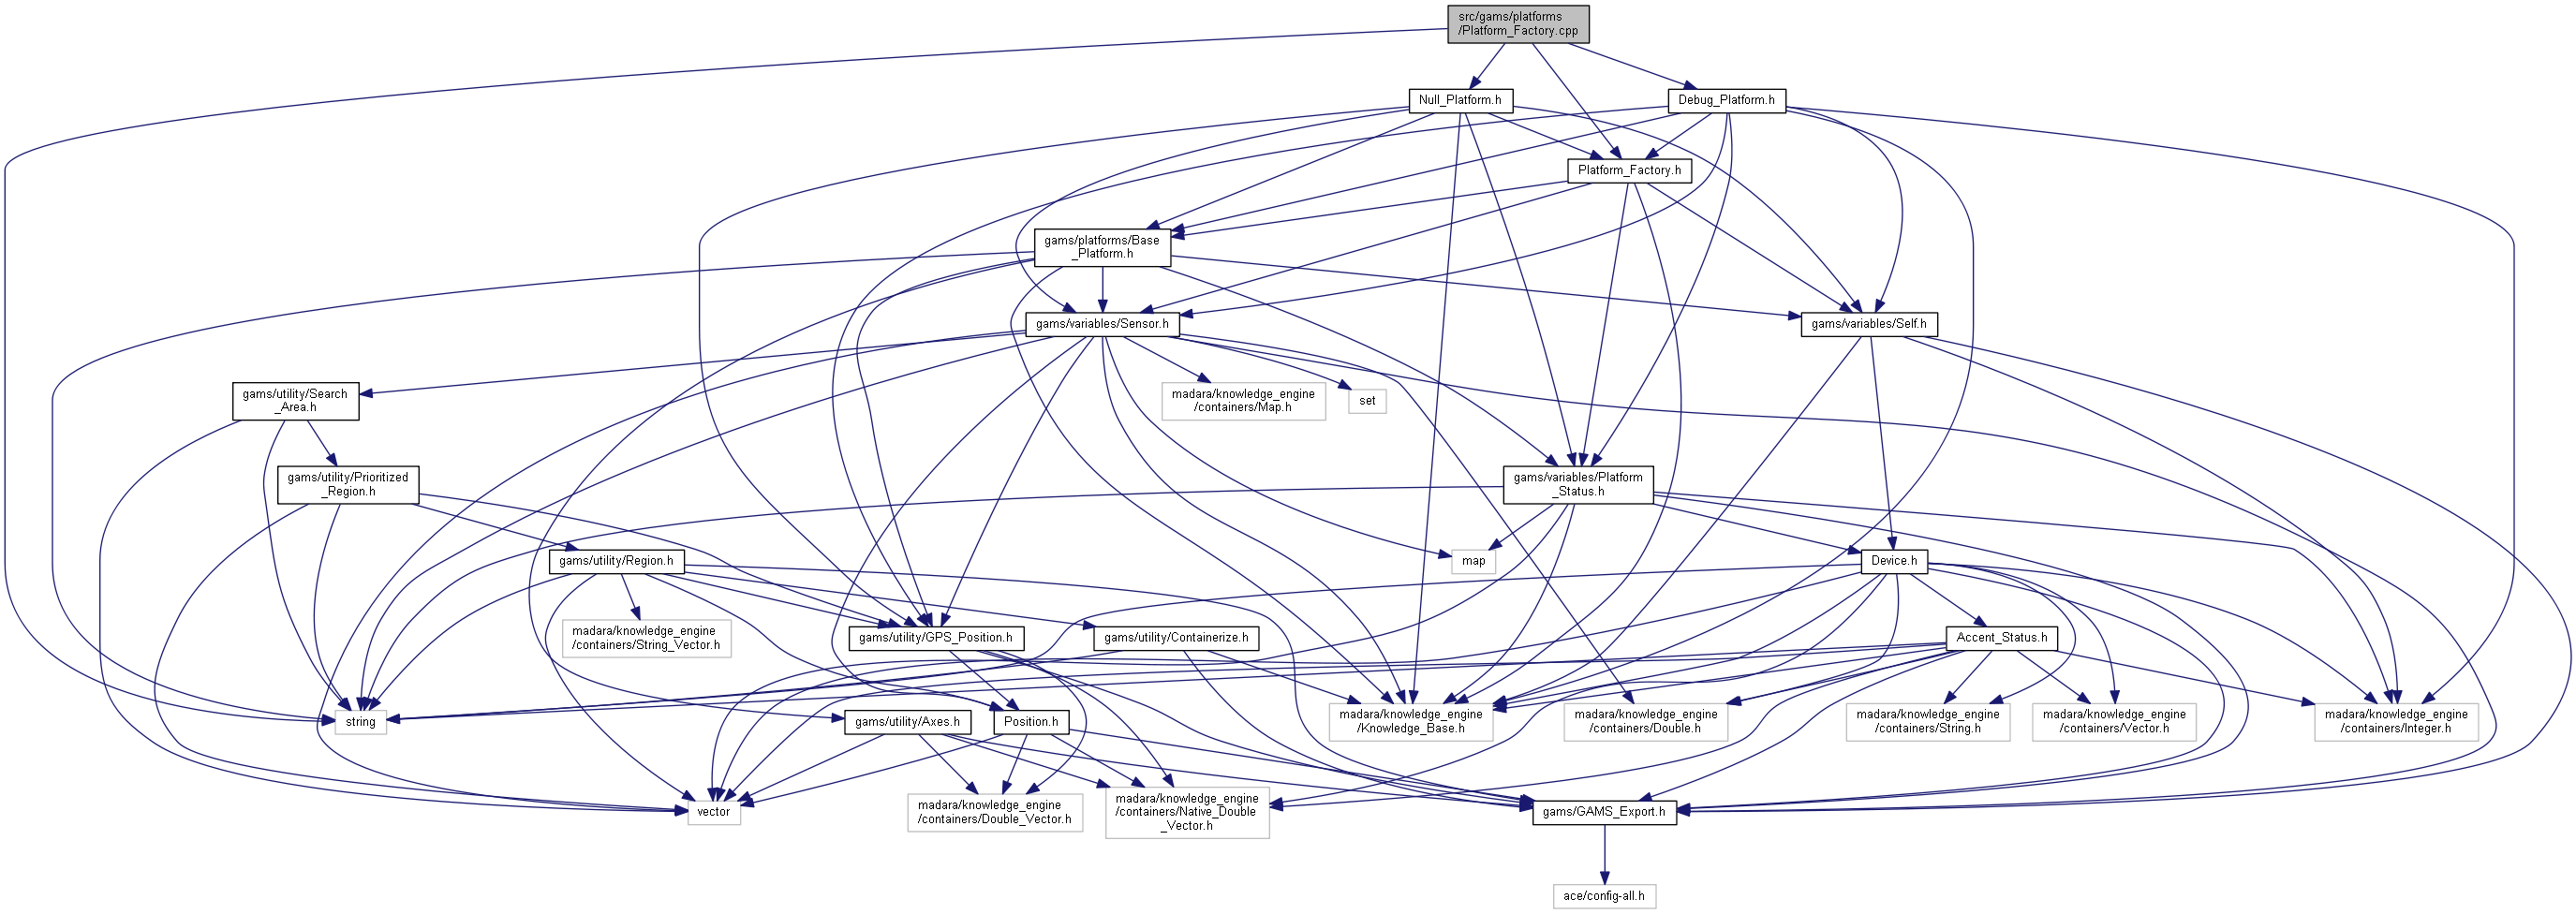 src/gams/platforms
/Platform_Factory.cpp
Null_Platform.h
Debug_Platform.h
Platform_Factory.h
gams/platforms/Base
_Platform.h
gams/variables/Sensor.h
gams/variables/Self.h
gams/utility/Search
_Area.h
madara/knowledge_engine
/containers/Map.h
set
gams/utility/Prioritized
_Region.h
gams/variables/Platform
_Status.h
gams/utility/Region.h
map
Device.h
madara/knowledge_engine
/containers/String_Vector.h
gams/utility/GPS_Position.h
gams/utility/Containerize.h
Accent_Status.h
string
gams/utility/Axes.h
Position.h
madara/knowledge_engine
/Knowledge_Base.h
madara/knowledge_engine
/containers/Double.h
madara/knowledge_engine
/containers/String.h
madara/knowledge_engine
/containers/Vector.h
madara/knowledge_engine
/containers/Integer.h
vector
madara/knowledge_engine
/containers/Double_Vector.h
madara/knowledge_engine
/containers/Native_Double
_Vector.h
gams/GAMS_Export.h
ace/config-all.h